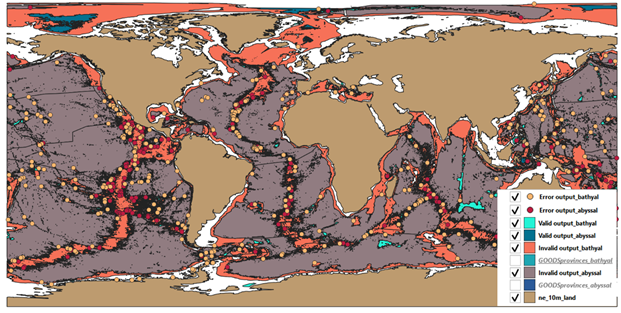 Error output_bathyal
Error output_abyssal
Valid output_bathyal
Valid output_abyssal
Invalid output_bathyal
GOODSprovinces_bathyal
Invalid output_abyssal
GOODSprovinces_abyssal
ne_10m_land